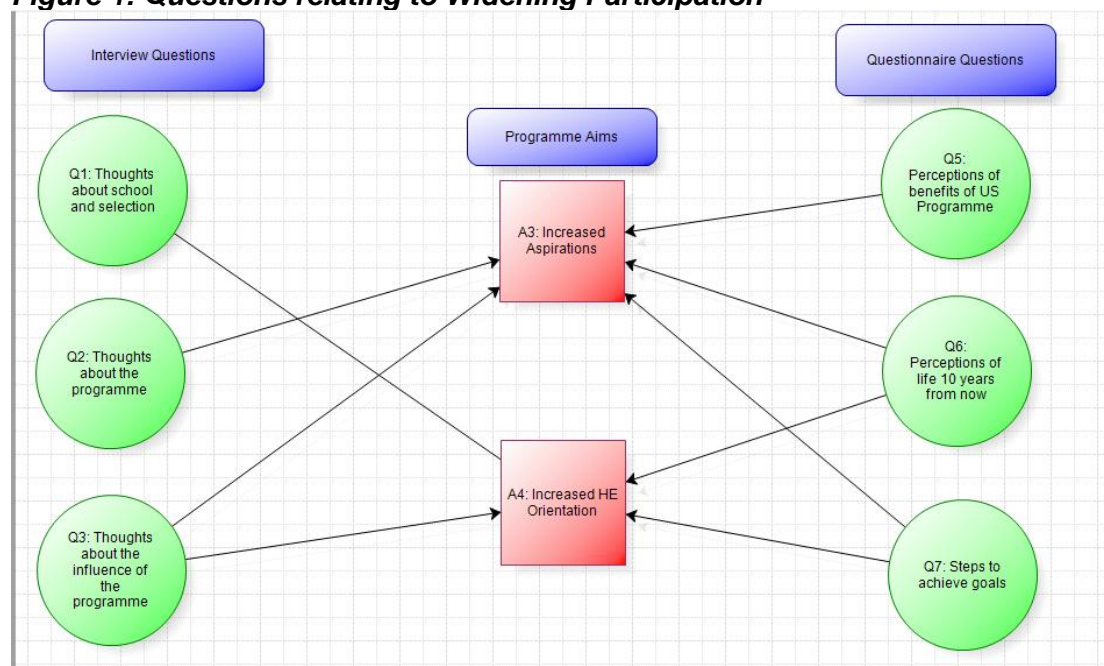 Figure 1: Questions relating to Widening Participation
Interview Questions
Questionnaire Questions
Programme Aims
Q1: Thoughts
about school
and selection
Q5:
Perceptions of
benefits of US
Programme
A3: Increased
Aspirations
Q2: Thoughts
about the
programme
Q6:
Perceptions of
life 10 years
from now
A4: Increased HE
Orientation
Q3: Thoughts
about the
influence of
the
programme
Q7: Steps to
achieve goals